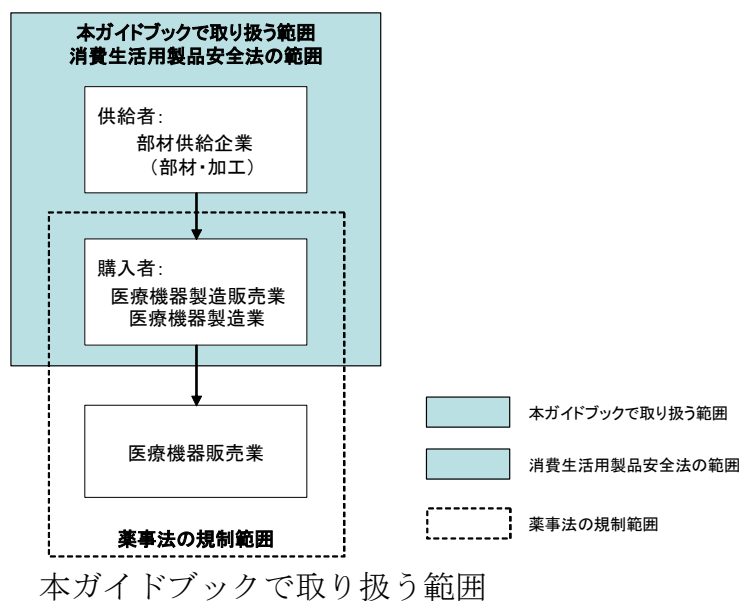 本ガイドブックで取り扱う範囲
消費生活用製品安全法の範囲
供給者：
部材供給企業
（部材・加工）
購入者：
医療機器製造販売業
医療機器製造業
医療機器販売業
薬事法の規制範囲
本ガイドブックで取り扱う範囲
消費生活用製品安全法の範囲
薬事法の規制範囲
本ガイドブックで取り扱う範囲